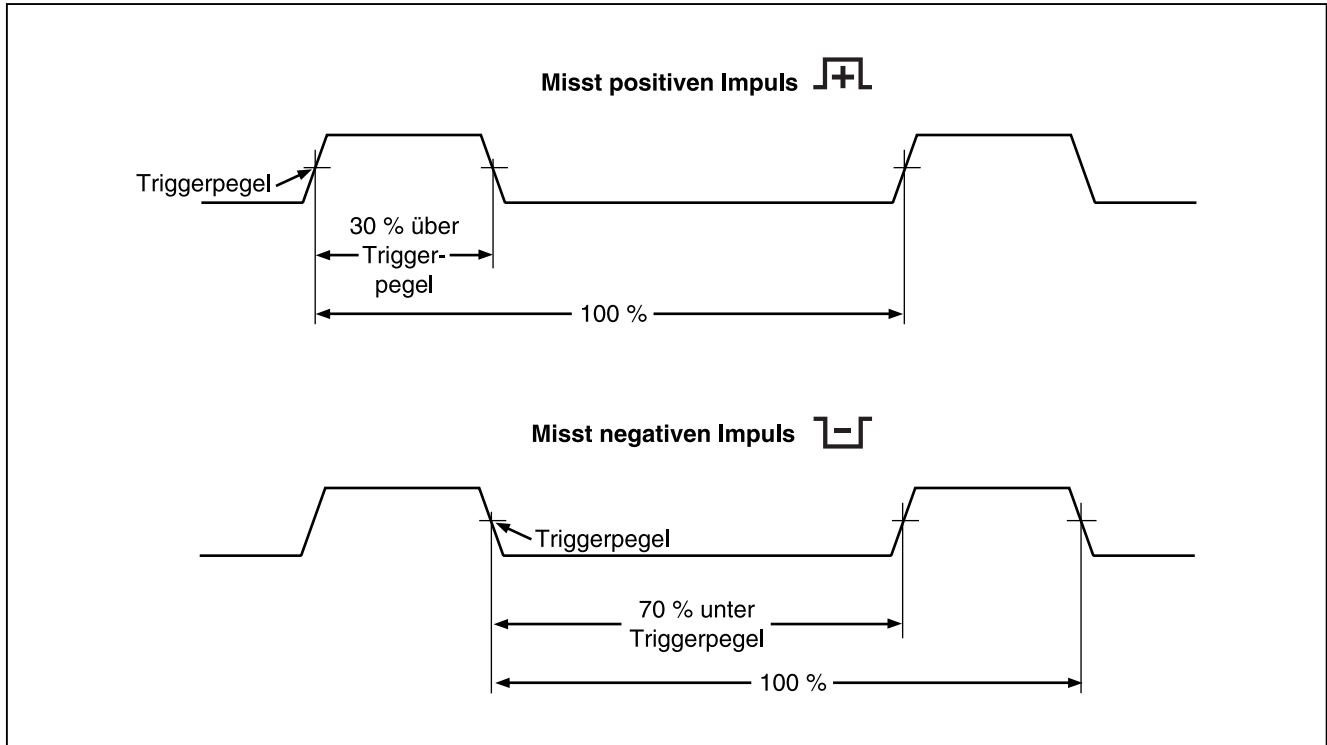 Misst positiven Impuls +
Triggerpegel
30 % über
Trigger-
pegel
100 %
Misst negativen Impuls -
Triggerpegel
70 % unter
Triggerpegel
100 %